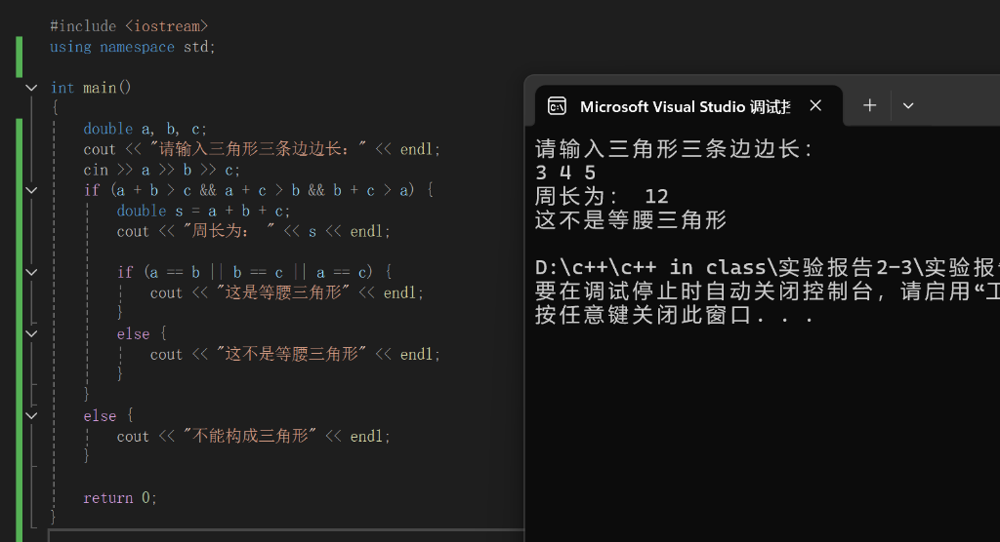 #include <iostream>
using namespace std;
int main()
{
double a, b, c;
cout << "请输入三角形三条边边长：" << endl;
cin >> a >> b >> c;
if (a + b > c && a + c > b && b + c > a) {
double s = a + b + c;
cout << "周长为： " << s << endl;
if (a == b || b == c || a == c) {
cout << "这是等腰三角形" << endl;
}
else {
cout << "这不是等腰三角形" << endl;
}
}
else {
cout << "不能构成三角形" << endl;
}
return 0;
}
Microsoft Visual Studio 调试
请输入三角形三条边边长：
3 4 5
周长为： 12
这不是等腰三角形
D:\c++\c++ in class\实验报告2-3\实验报
要在调试停止时自动关闭控制台，请启用“工
按任意键关闭此窗口. . .